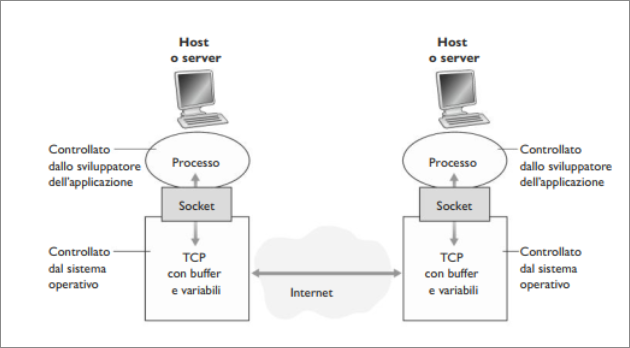 Host
o server
Host
o server
Controllato
dallo sviluppatore
dell'applicazione
Processo
Processo
Controllato
dallo sviluppatore
dell'applicazione
Socket
Socket
Controllato
dal sistema
operativo
TCP
con buffer
e variabili
Internet
TCP
con buffer
e variabili
Controllato
dal sistema
operativo